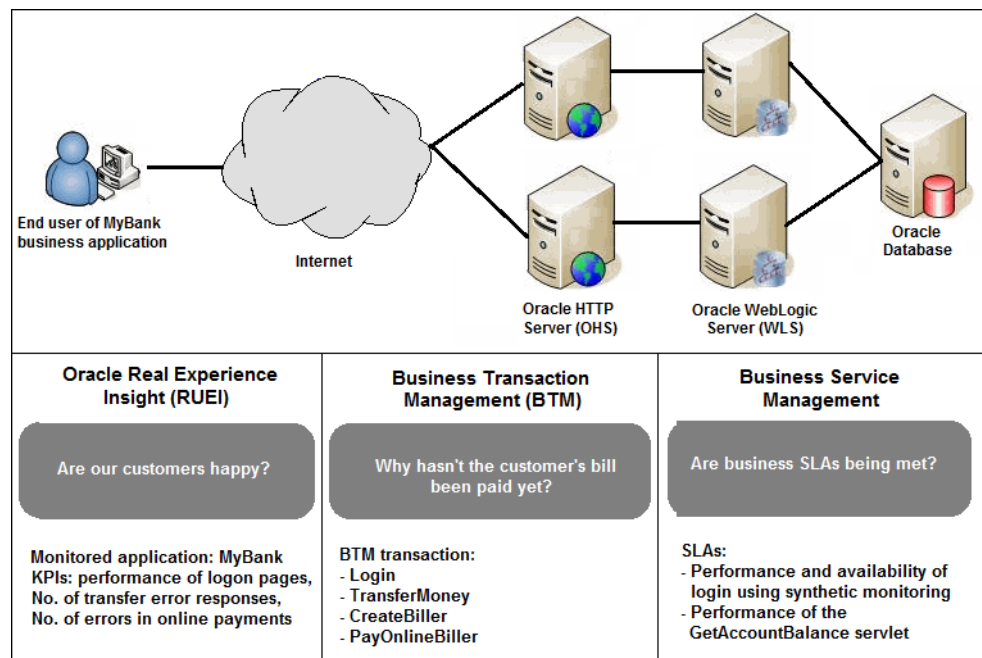 End user of MyBank
business application
Internet
Oracle HTTP
Server (OHS)
Oracle WebLogic
Server (WLS)
Oracle
Database
Oracle Real Experience
Insight (RUEI)
Are our customers happy?
Monitored application: MyBank
KPIs: performance of logon pages,
No. of transfer error responses,
No. of errors in online payments
Business Transaction
Management (BTM)
Why hasn't the customer's bill
been paid yet?
BTM transaction:
- Login
- TransferMoney
- CreateBiller
- PayOnlineBiller
Business Service
Management
Are business SLAs being met?
SLAs:
- Performance and availability of
login using synthetic monitoring
- Performance of the
GetAccountBalance servlet